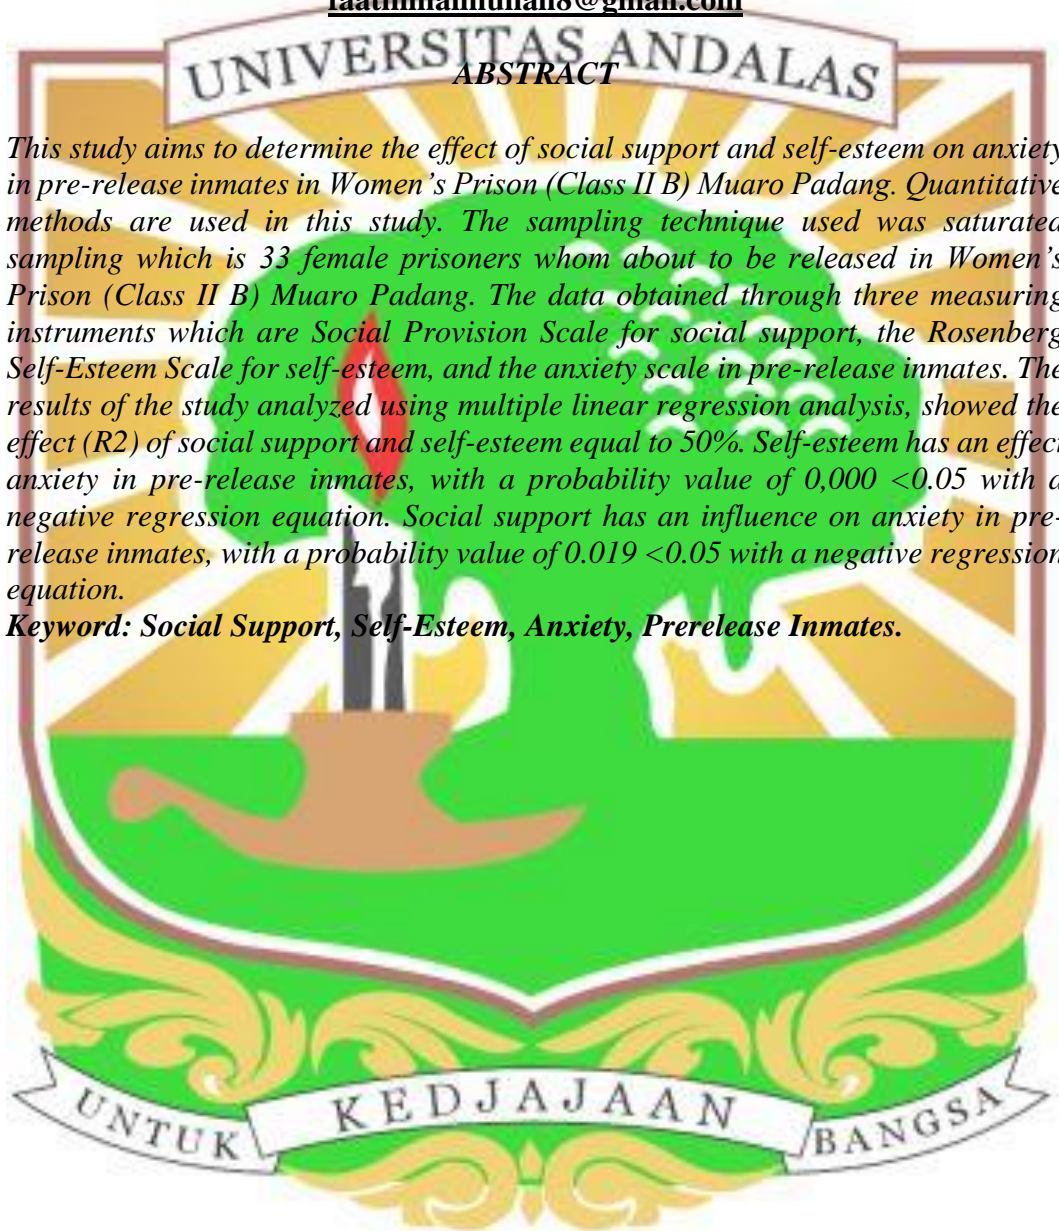 UNIVERSITAS ANDALAS
ABSTRACT
This study aims to determine the effect of social support and self-esteem on anxiety
in pre-release inmates in Women's Prison (Class II B) Muaro Padang. Quantitative
methods are used in this study. The sampling technique used was saturated
sampling which is 33 female prisoners whom about to be released in Women's
Prison (Class II B) Muaro Padang. The data obtained through three measuring
instruments which are Social Provision Scale for social support, the Rosenberg
Self-Esteem Scale for self-esteem, and the anxiety scale in pre-release inmates. The
results of the study analyzed using multiple linear regression analysis, showed the
effect (R2) of social support and self-esteem equal to 50%. Self-esteem has an effect
anxiety in pre-release inmates, with a probability value of 0,000 <0.05 with a
negative regression equation. Social support has an influence on anxiety in pre-
release inmates, with a probability value of 0.019 <0.05 with a negative regression
equation.
Keyword: Social Support, Self-Esteem, Anxiety, Prerelease Inmates.
UNTUK KEDJAJAAN BANGSA